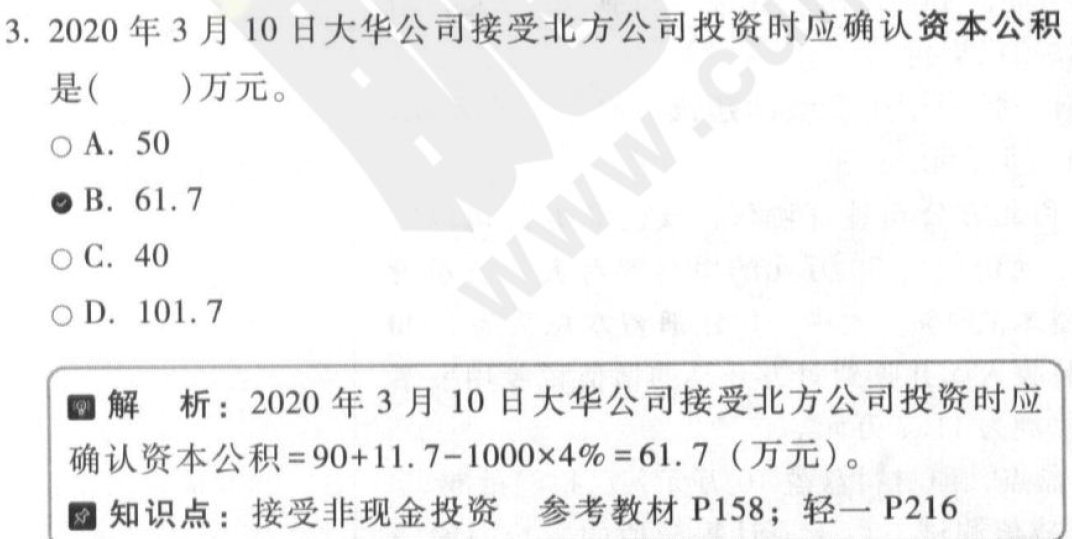 3. 2020 年 3 月 10 日大华公司接受北方公司投资时应确认资本公积
是(　　)万元。
A. 50
B. 61.7
C. 40
D. 101.7
解　析：2020 年 3 月 10 日大华公司接受北方公司投资时应
确认资本公积=90+11.7-1000×4%=61.7（万元）。
知识点：接受非现金投资　参考教材 P158；轻一 P216